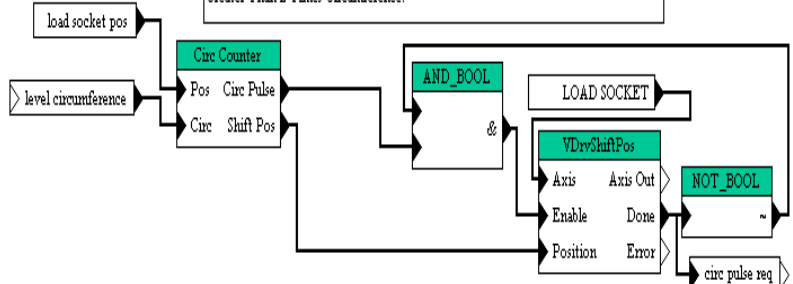 load socket pos
level circumference
Circ Counter
Pos Circ Pulse
Circ Shift Pos
AND_BOOL
&
LOAD SOCKET
VDrvShiftPos
Axis Axis Out
Enable Done
Position Error
NOT_BOOL
~
circ pulse req